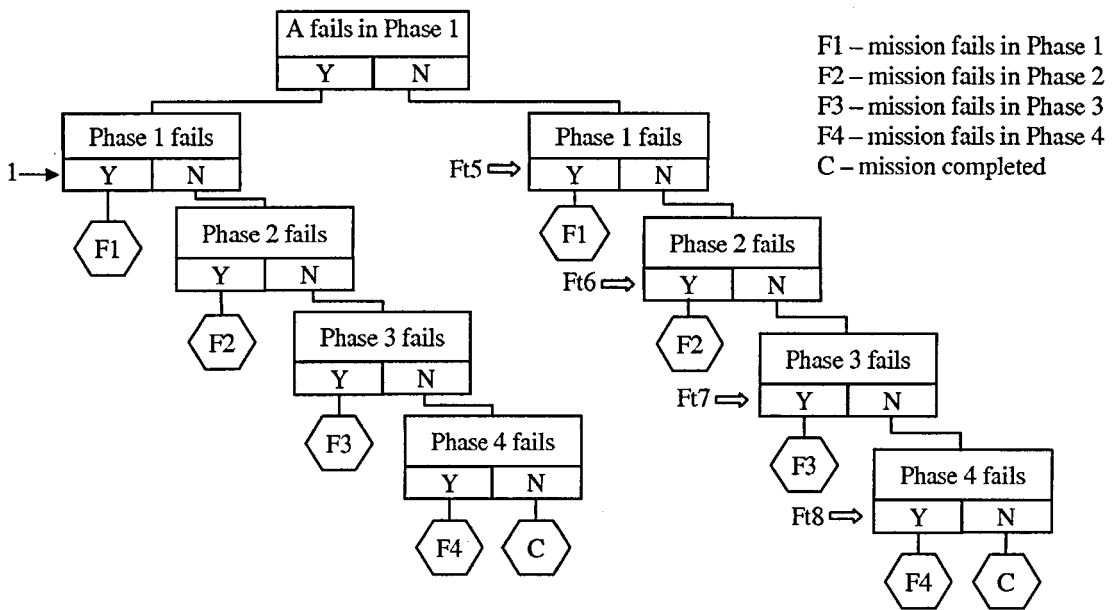 A fails in Phase 1
Y N
F1 – mission fails in Phase 1
F2 – mission fails in Phase 2
F3 – mission fails in Phase 3
F4 – mission fails in Phase 4
C – mission completed
Phase 1 fails
1 Y N
F1
Phase 2 fails
Y N
F2
Phase 3 fails
Y N
F3
Phase 4 fails
Y N
F4 C
Phase 1 fails
Ft5 Y N
F1
Phase 2 fails
Ft6 Y N
F2
Phase 3 fails
Ft7 Y N
F3
Phase 4 fails
Ft8 Y N
F4 C